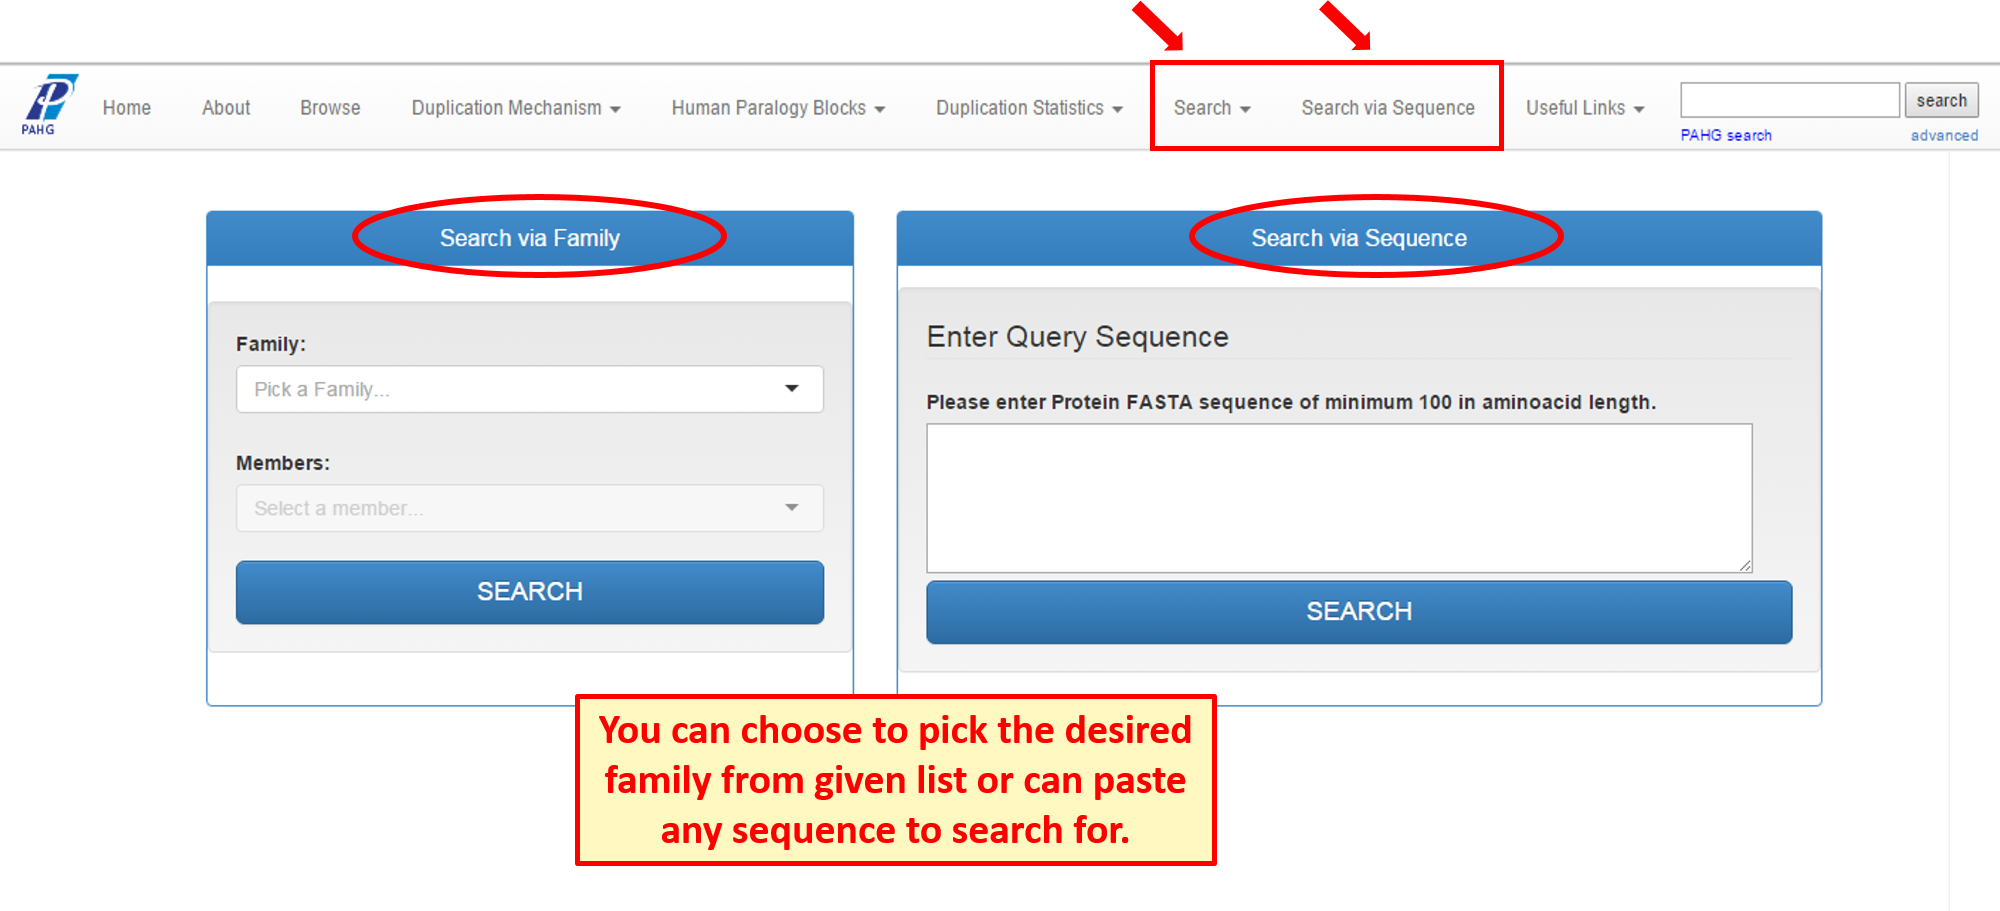 PAHG
Home About Browse Duplication Mechanism Human Paralogy Blocks Duplication Statistics Search Search via Sequence Useful Links search
PAHG search advanced
Search via Family
Family:
Pick a Family...
Members:
Select a member...
SEARCH
Search via Sequence
Enter Query Sequence
Please enter Protein FASTA sequence of minimum 100 in aminoacid length.
SEARCH
You can choose to pick the desired
family from given list or can paste
any sequence to search for.